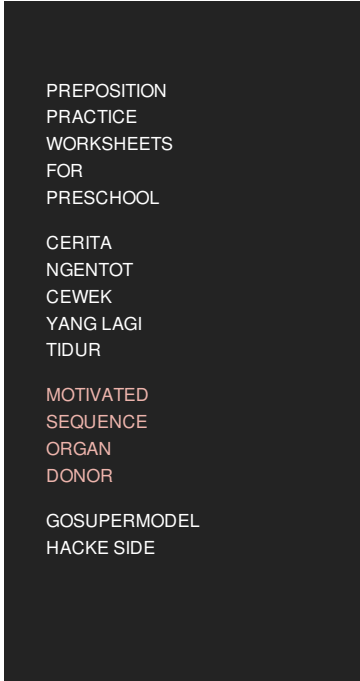 PREPOSITION
PRACTICE
WORKSHEETS
FOR
PRESCHOOL
CERITA
NGENTOT
CEWEK
YANG LAGI
TIDUR
MOTIVATED
SEQUENCE
ORGAN
DONOR
GOSUPERMODEL
HACKE SIDE